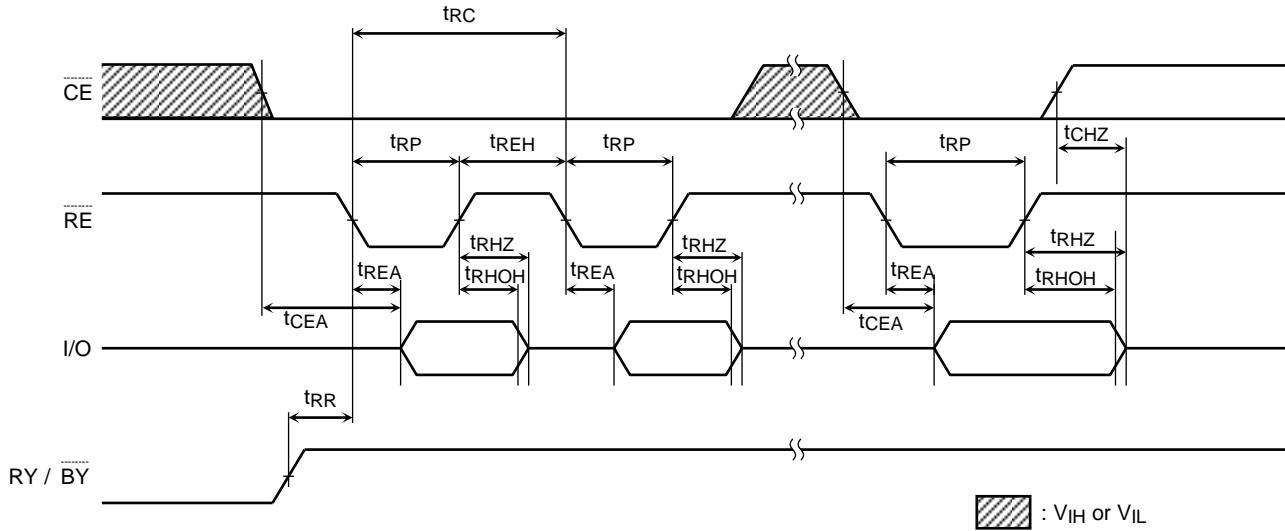 tRC
CE
tCHZ
tRP tREH tRP tRP
RE
tRHZ tRHZ tRHZ
tREA tRHOH tREA tRHOH tREA tRHOH
tCEA tCEA
I/O
tRR
RY / BY
: VIH or VIL